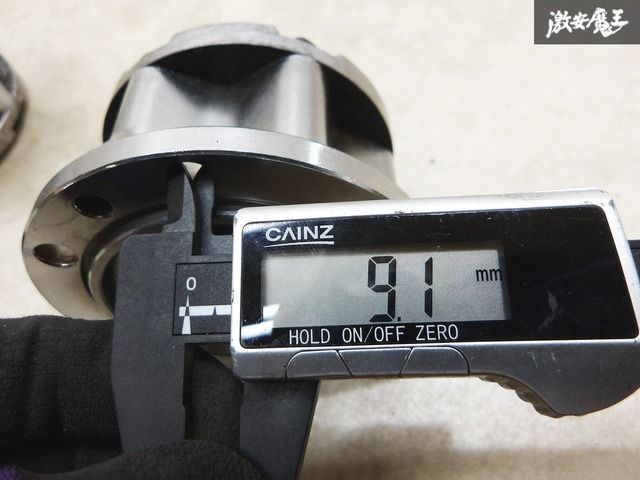 激安魔王
CAINZ
9.1 mm
HOLD ON/OFF ZERO
0